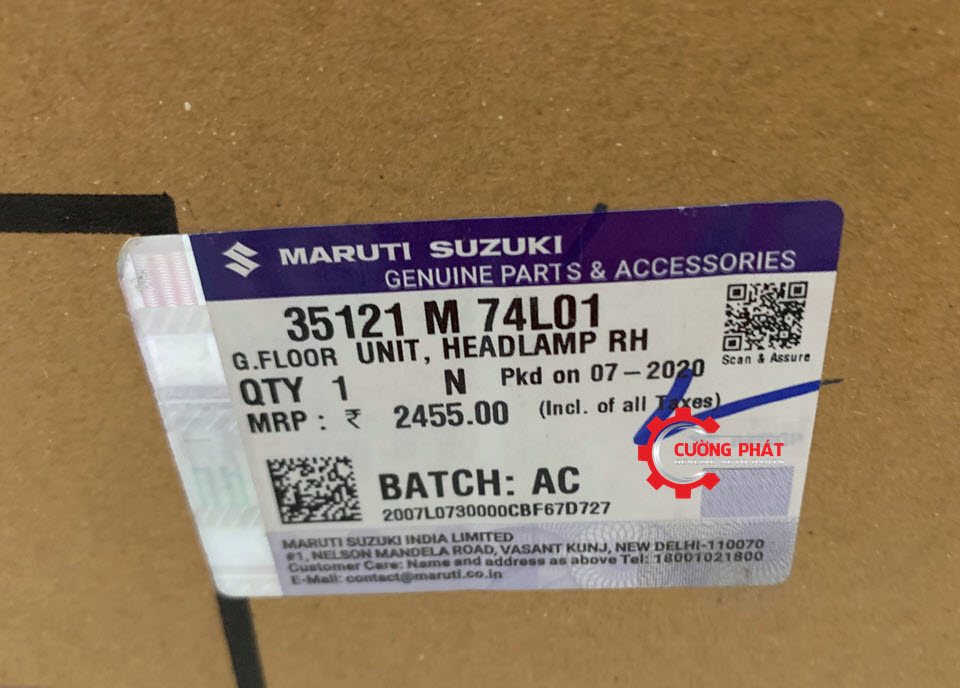 MARUTI SUZUKI
GENUINE PARTS & ACCESSORIES
35121 M 74L01
G.FLOOR UNIT, HEADLAMP RH
Scan & Assure
QTY 1 N Pkd on 07-2020
MRP : ₹ 2455.00 (Incl. of all Taxes)
CƯỜNG PHÁT
BATCH: AC
2007L0730000CBF67D727
MARUTI SUZUKI INDIA LIMITED
#1, NELSON MANDELA ROAD, VASANT KUNJ, NEW DELHI-110070
Customer Care: Name and address as above Tel: 18001021800
E-Mail: contact@maruti.co.in